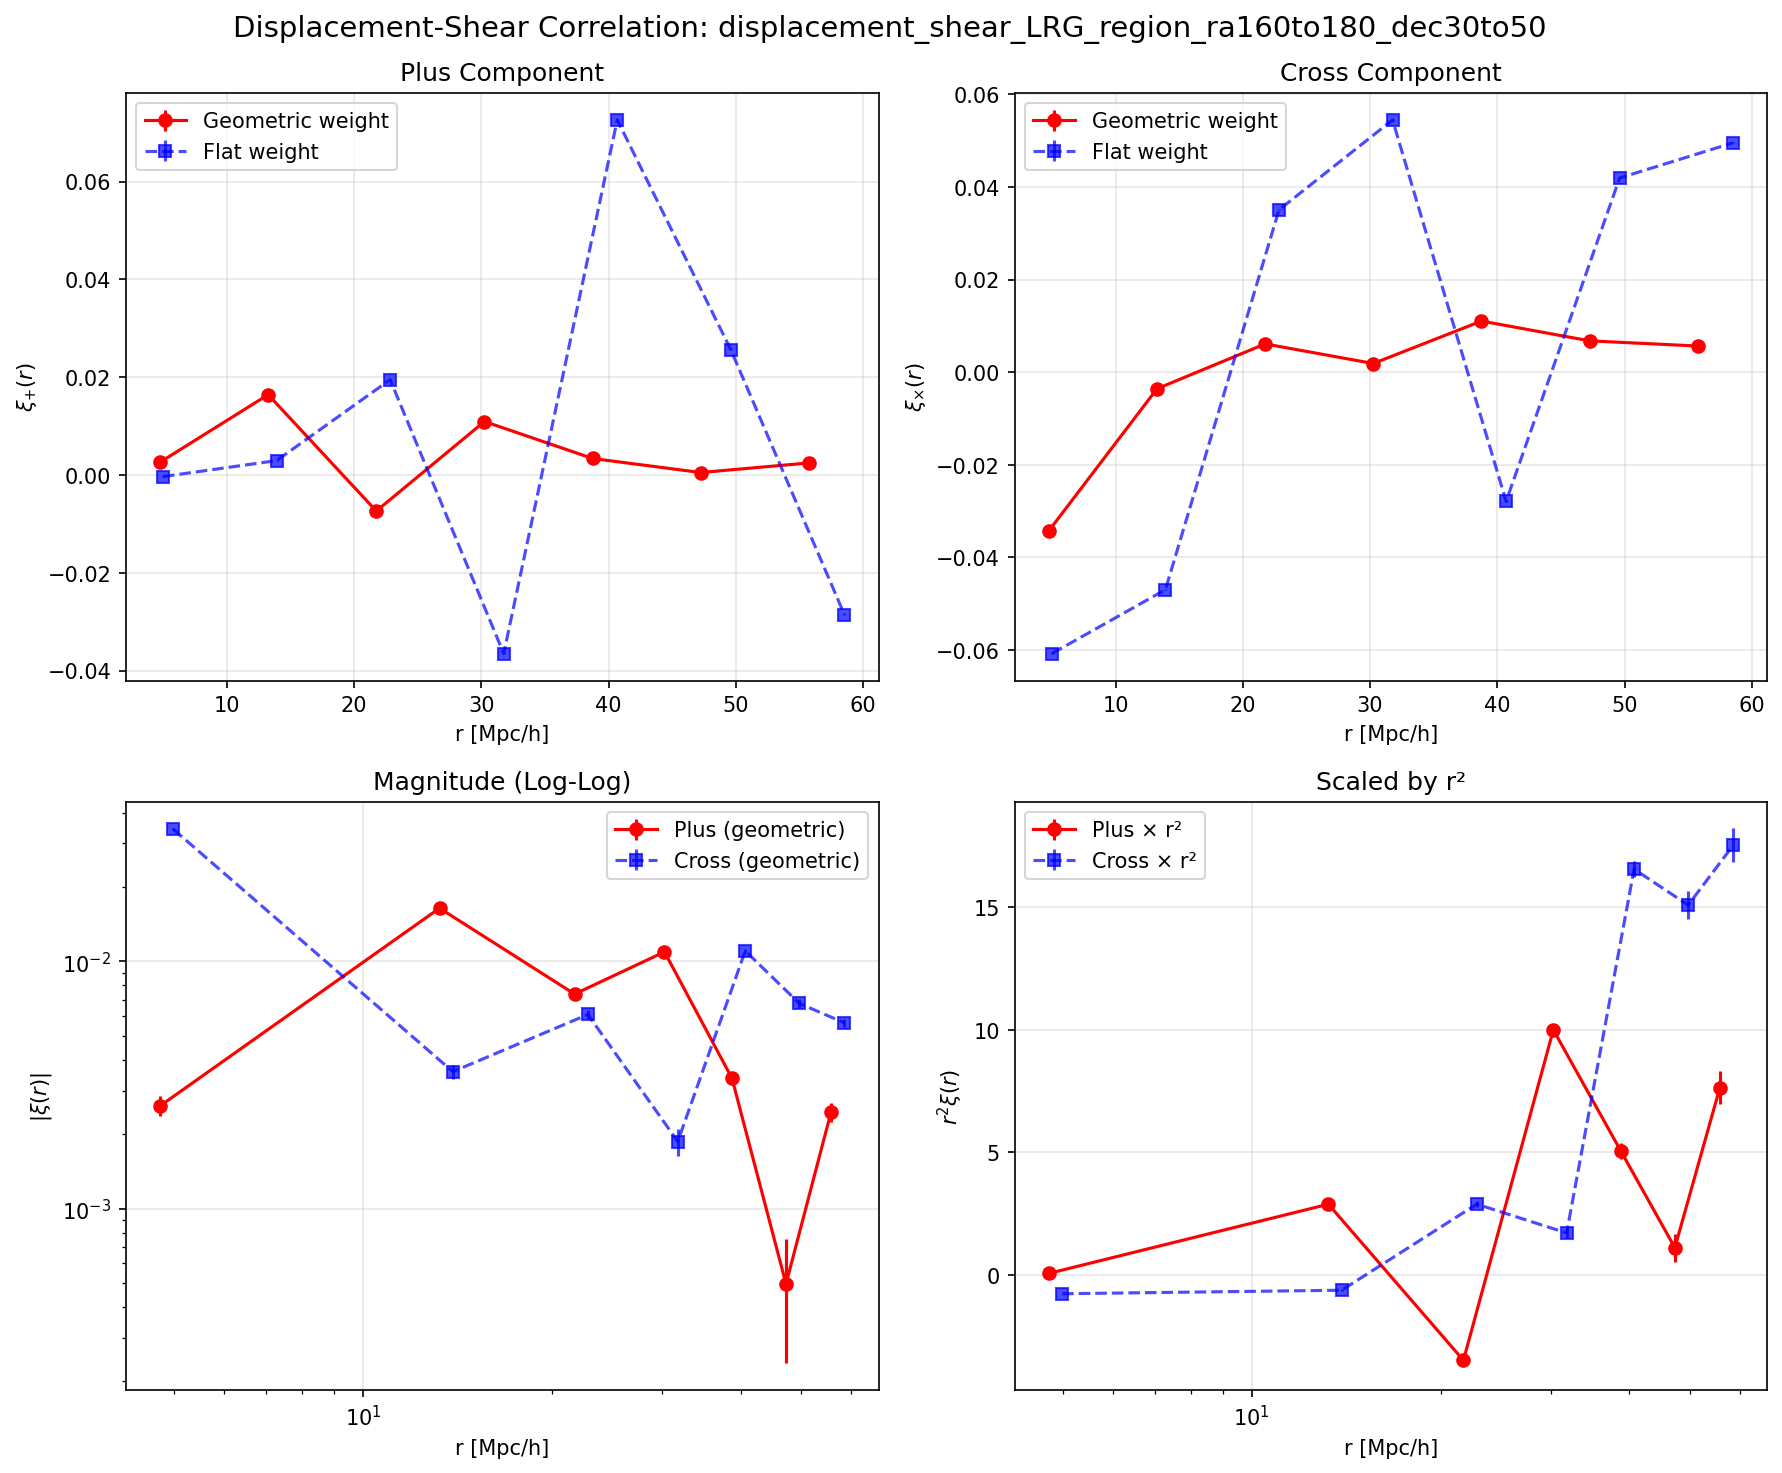 Displacement-Shear Correlation: displacement_shear_LRG_region_ra160to180_dec30to50
Plus Component
Geometric weight
Flat weight
0.06
0.04
0.02
0.00
−0.02
−0.04
ξ₊(r)
10 20 30 40 50 60
r [Mpc/h]
Cross Component
Geometric weight
Flat weight
0.06
0.04
0.02
0.00
−0.02
−0.04
−0.06
ξ×(r)
10 20 30 40 50 60
r [Mpc/h]
Magnitude (Log-Log)
Plus (geometric)
Cross (geometric)
10⁻²
10⁻³
|ξ(r)|
10¹
r [Mpc/h]
Scaled by r²
Plus × r²
Cross × r²
15
10
5
0
r²ξ(r)
10¹
r [Mpc/h]